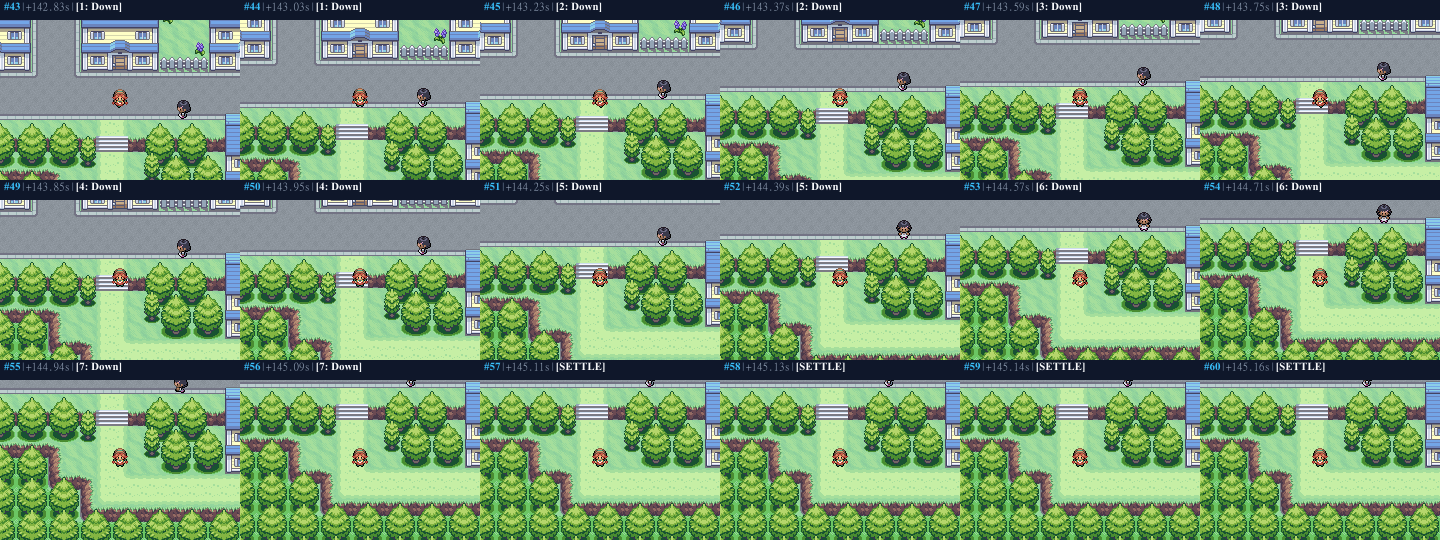 #43|+142.83s| [1: Down]
#44|+143.03s| [1: Down]
#45|+143.23s| [2: Down]
#46|+143.37s| [2: Down]
#47|+143.59s| [3: Down]
#48|+143.75s| [3: Down]
#49|+143.85s| [4: Down]
#50|+143.95s| [4: Down]
#51|+144.25s| [5: Down]
#52|+144.39s| [5: Down]
#53|+144.57s| [6: Down]
#54|+144.71s| [6: Down]
#55|+144.94s| [7: Down]
#56|+145.09s| [7: Down]
#57|+145.11s| [SETTLE]
#58|+145.13s| [SETTLE]
#59|+145.14s| [SETTLE]
#60|+145.16s| [SETTLE]